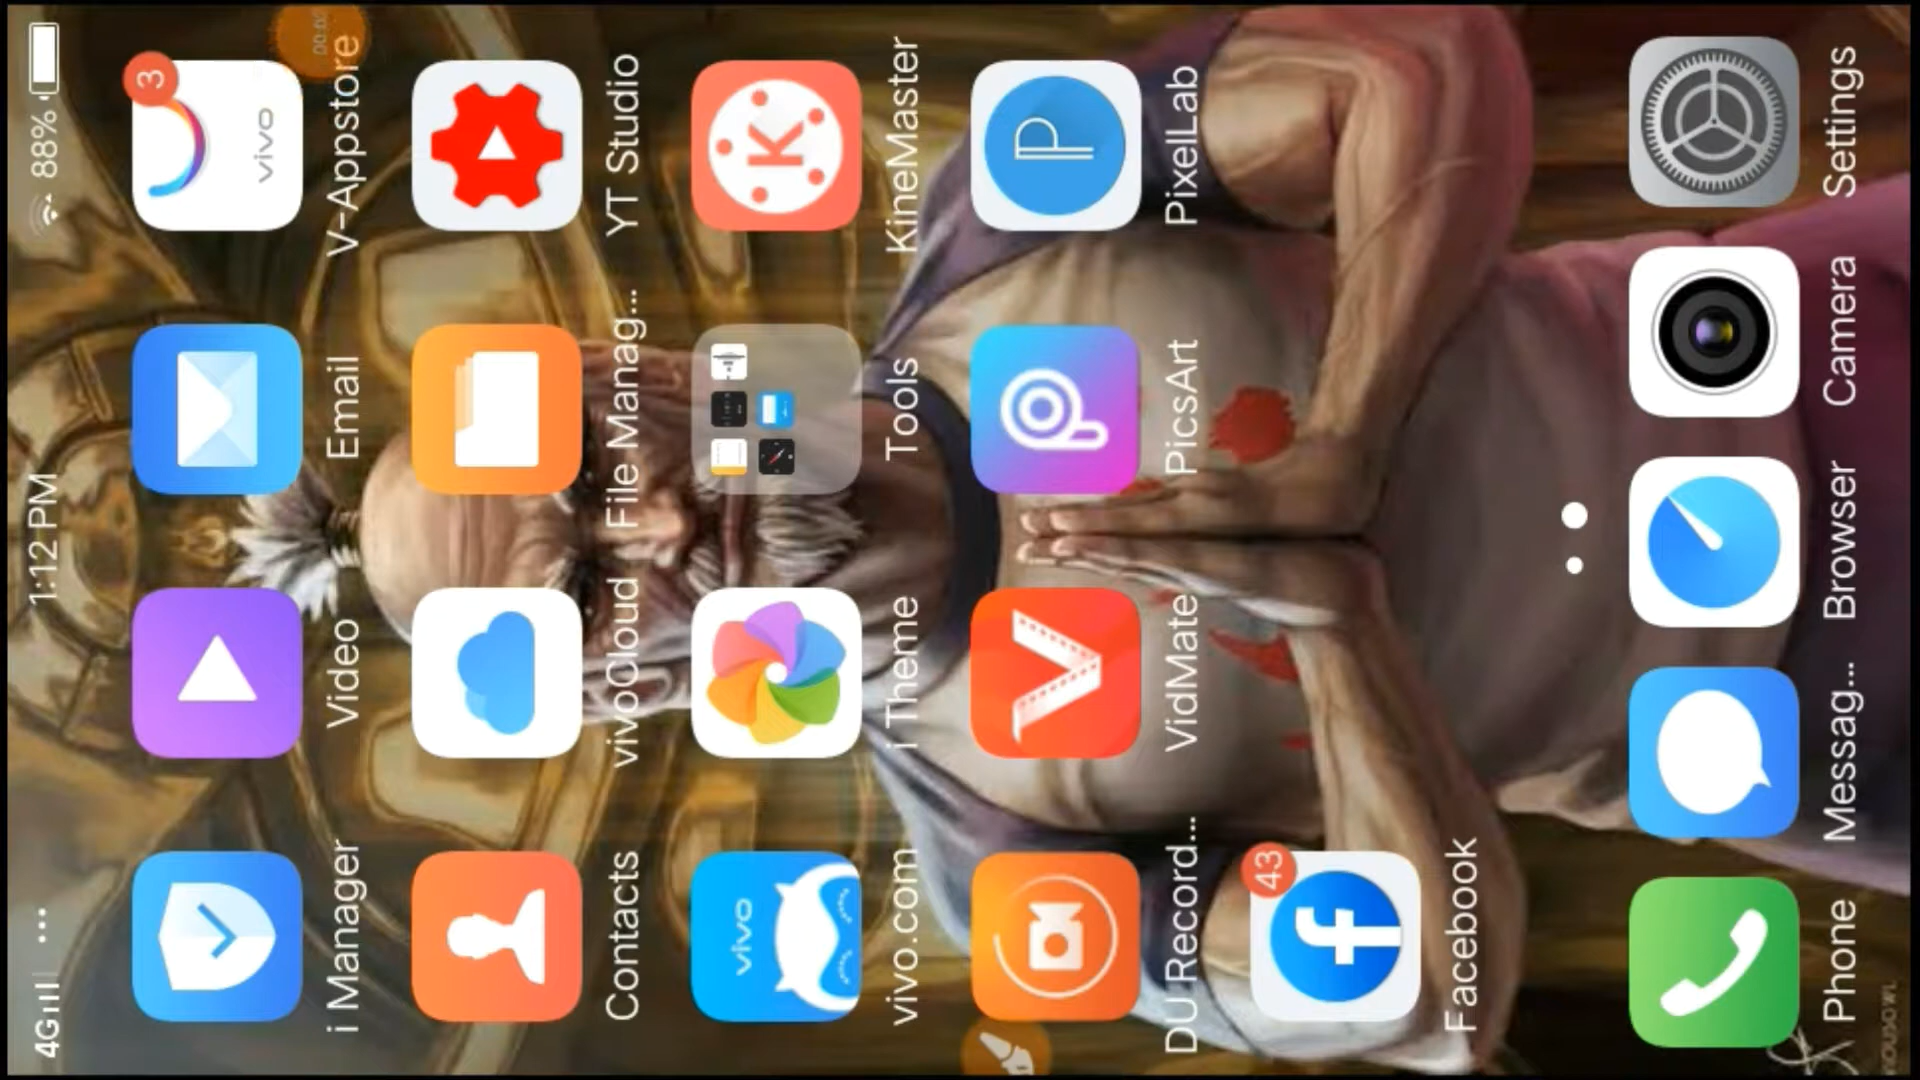 4G ... 1:12 PM 88%
i Manager Video Email V-Appstore
vivo
3
Contacts vivoCloud File Manag... YT Studio
vivo
vivo.com i Theme Tools KineMaster
K
DU Record... VidMate PicsArt PixelLab
P
43
Facebook
Phone Messag... Browser Camera Settings